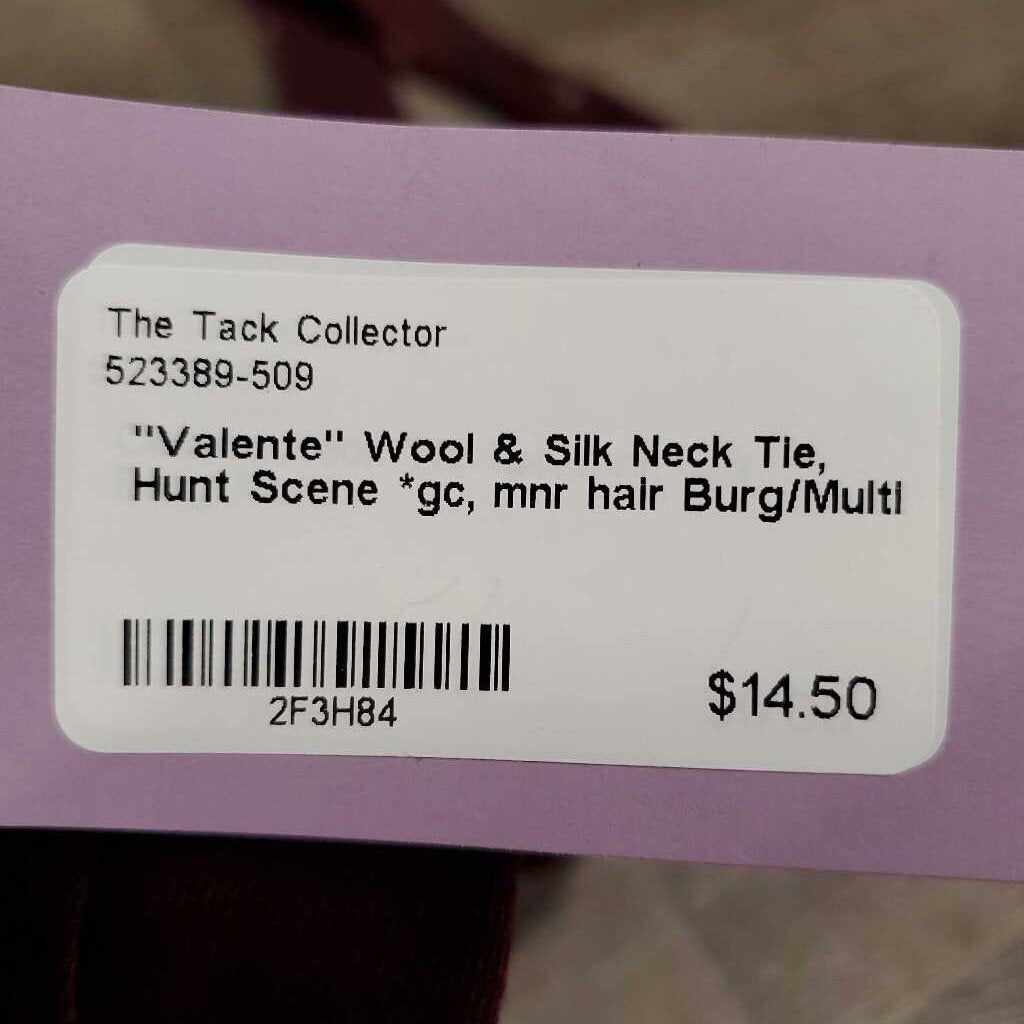 The Tack Collector
523389-509
"Valente" Wool & Silk Neck Tie,
Hunt Scene *gc, mnr hair Burg/Multi
2F3H84
$14.50